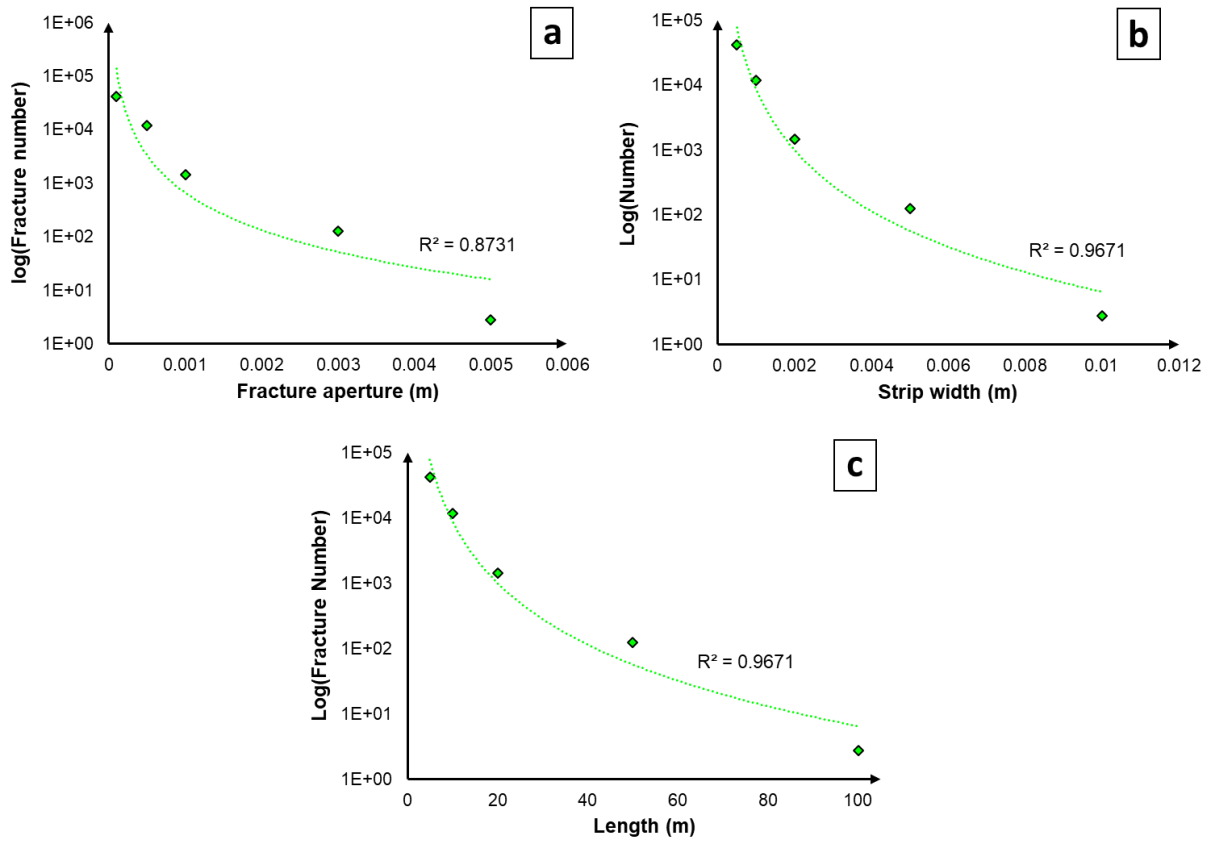 a
1E+06
1E+05
1E+04
1E+03
1E+02
1E+01
1E+00
log(Fracture number)
R² = 0.8731
0 0.001 0.002 0.003 0.004 0.005 0.006
Fracture aperture (m)
b
1E+05
1E+04
1E+03
1E+02
1E+01
1E+00
Log(Number)
R² = 0.9671
0 0.002 0.004 0.006 0.008 0.01 0.012
Strip width (m)
c
1E+05
1E+04
1E+03
1E+02
1E+01
1E+00
Log(Fracture Number)
R² = 0.9671
0 20 40 60 80 100
Length (m)